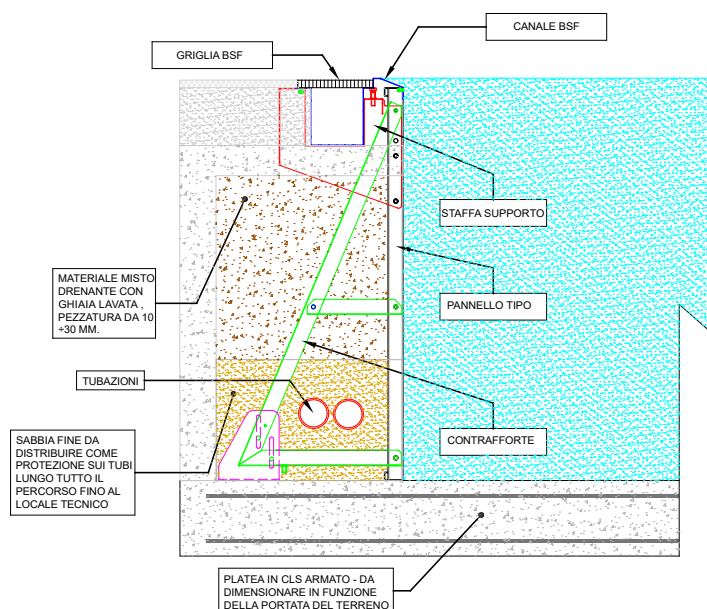 CANALE BSF
GRIGLIA BSF
STAFFA SUPPORTO
MATERIALE MISTO
DRENANTE CON
GHIAIA LAVATA ,
PEZZATURA DA 10
÷30 MM.
PANNELLO TIPO
TUBAZIONI
CONTRAFFORTE
SABBIA FINE DA
DISTRIBUIRE COME
PROTEZIONE SUI TUBI
LUNGO TUTTO IL
PERCORSO FINO AL
LOCALE TECNICO
PLATEA IN CLS ARMATO - DA
DIMENSIONARE IN FUNZIONE
DELLA PORTATA DEL TERRENO